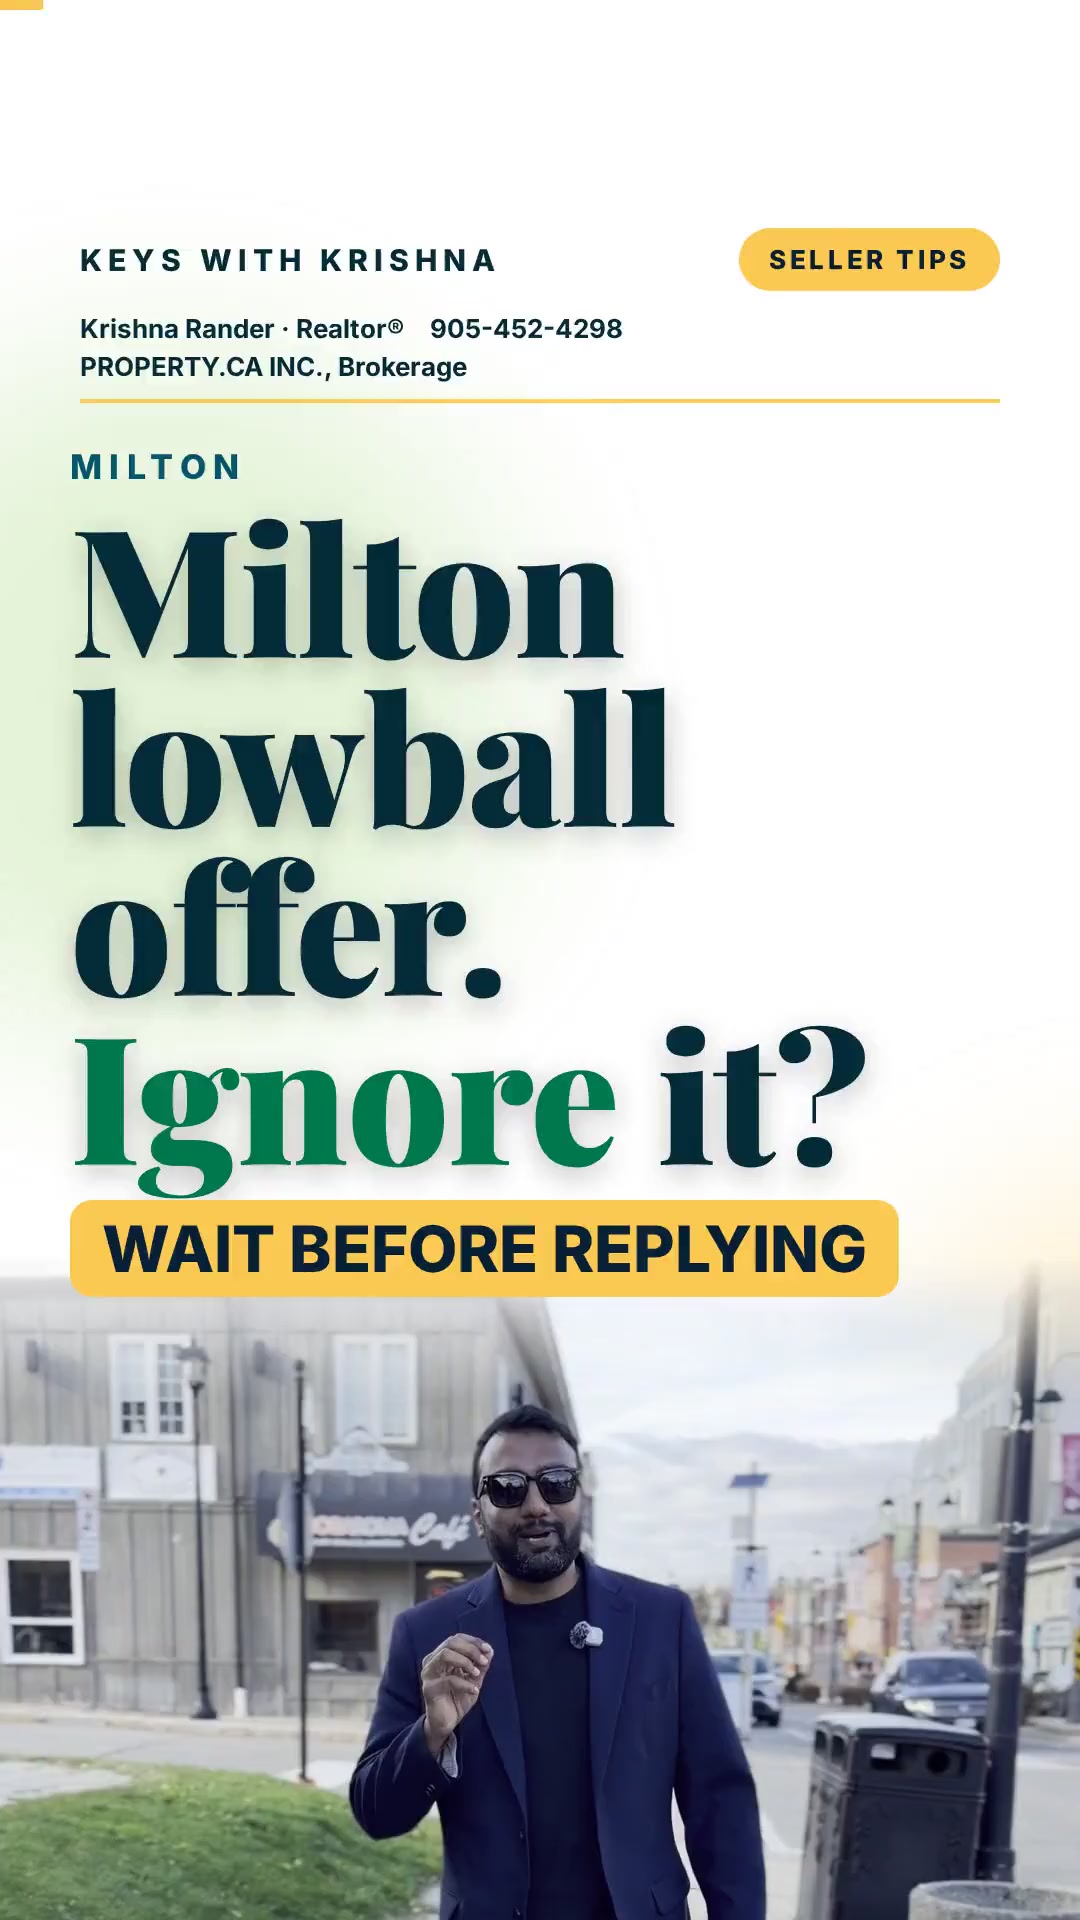 KEYS WITH KRISHNA
SELLER TIPS
Krishna Rander · Realtor® 905-452-4298
PROPERTY.CA INC., Brokerage
MILTON
Milton
lowball
offer.
Ignore it?
WAIT BEFORE REPLYING
Café